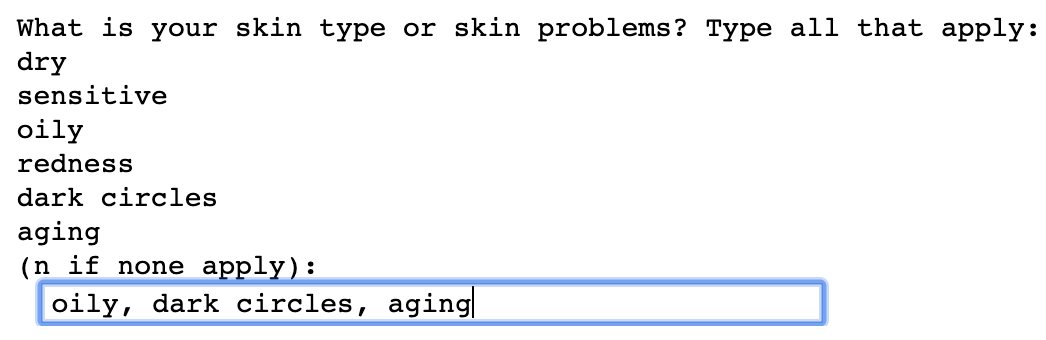 What is your skin type or skin problems? Type all that apply:
dry
sensitive
oily
redness
dark circles
aging
(n if none apply):
oily, dark circles, aging